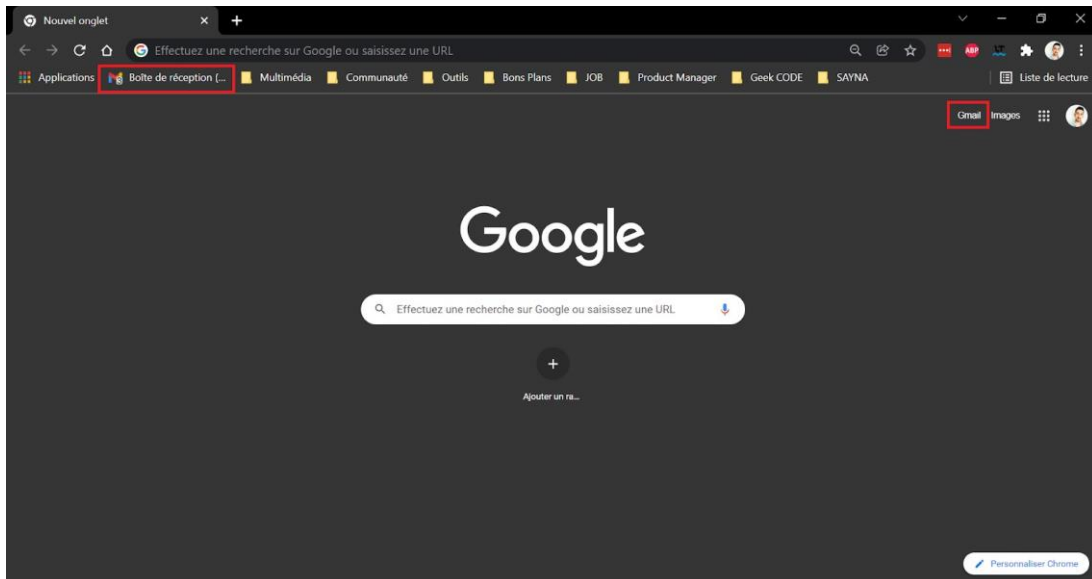 Nouvel onglet
Effectuez une recherche sur Google ou saisissez une URL
ABP
Applications Boîte de réception (... Multimédia Communauté Outils Bons Plans JOB Product Manager Geek CODE SAYNA Liste de lecture
Gmail Images
Google
Effectuez une recherche sur Google ou saisissez une URL
Ajouter un ra...
Personnaliser Chrome